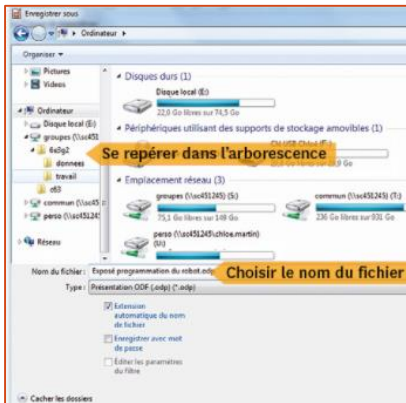 Enregistrer sous
Ordinateur
Organiser
Pictures
Videos
Ordinateur
Disque local (E:)
groupes (\\sc451
6e3g2
donnees
travail
c63
commun (\\sc45
perso (\\sc451245
Réseau
Disques durs (1)
Disque local (E:)
22,0 Go libres sur 74,5 Go
Périphériques utilisant des supports de stockage amovibles (1)
Se repérer dans l'arborescence
Emplacement réseau (3)
groupes (\\sc451245) (S:)
75,1 Go libres sur 149 Go
commun (\\sc451245) (T:)
236 Go libres sur 931 Go
perso (\\sc451245\chloe.martin)
(U:)
Nom du fichier : Exposé programmation du robot.odp
Choisir le nom du fichier
Type : Présentation ODF (.odp) (*.odp)
Extension
automatique du nom
de fichier
Enregistrer avec mot
de passe
Éditer les paramètres
du filtre
Cacher les dossiers